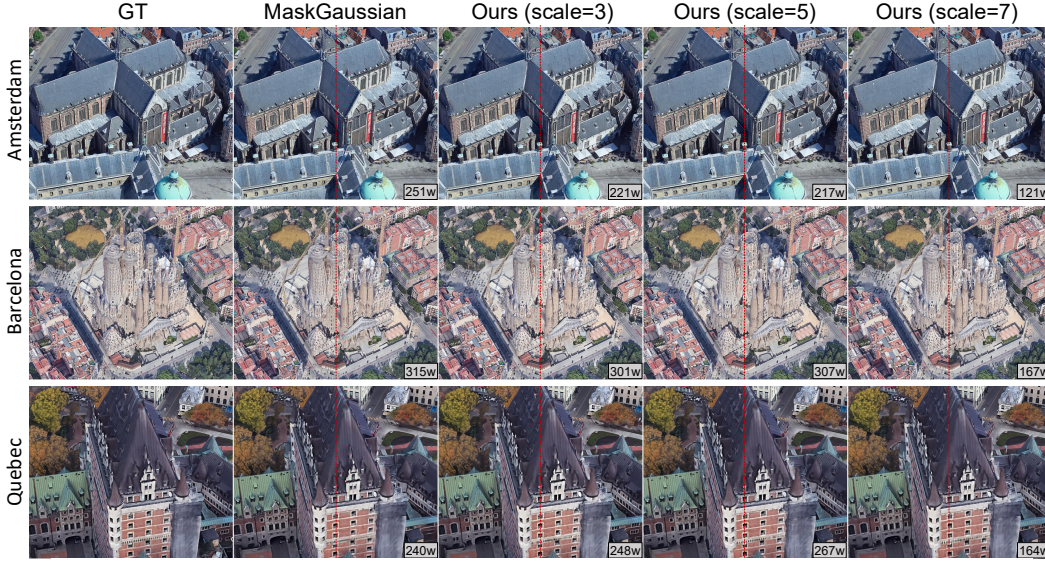 GT MaskGaussian Ours (scale=3) Ours (scale=5) Ours (scale=7)
Amsterdam
251w 221w 217w 121w
Barcelona
315w 301w 307w 167w
Quebec
240w 248w 267w 164w